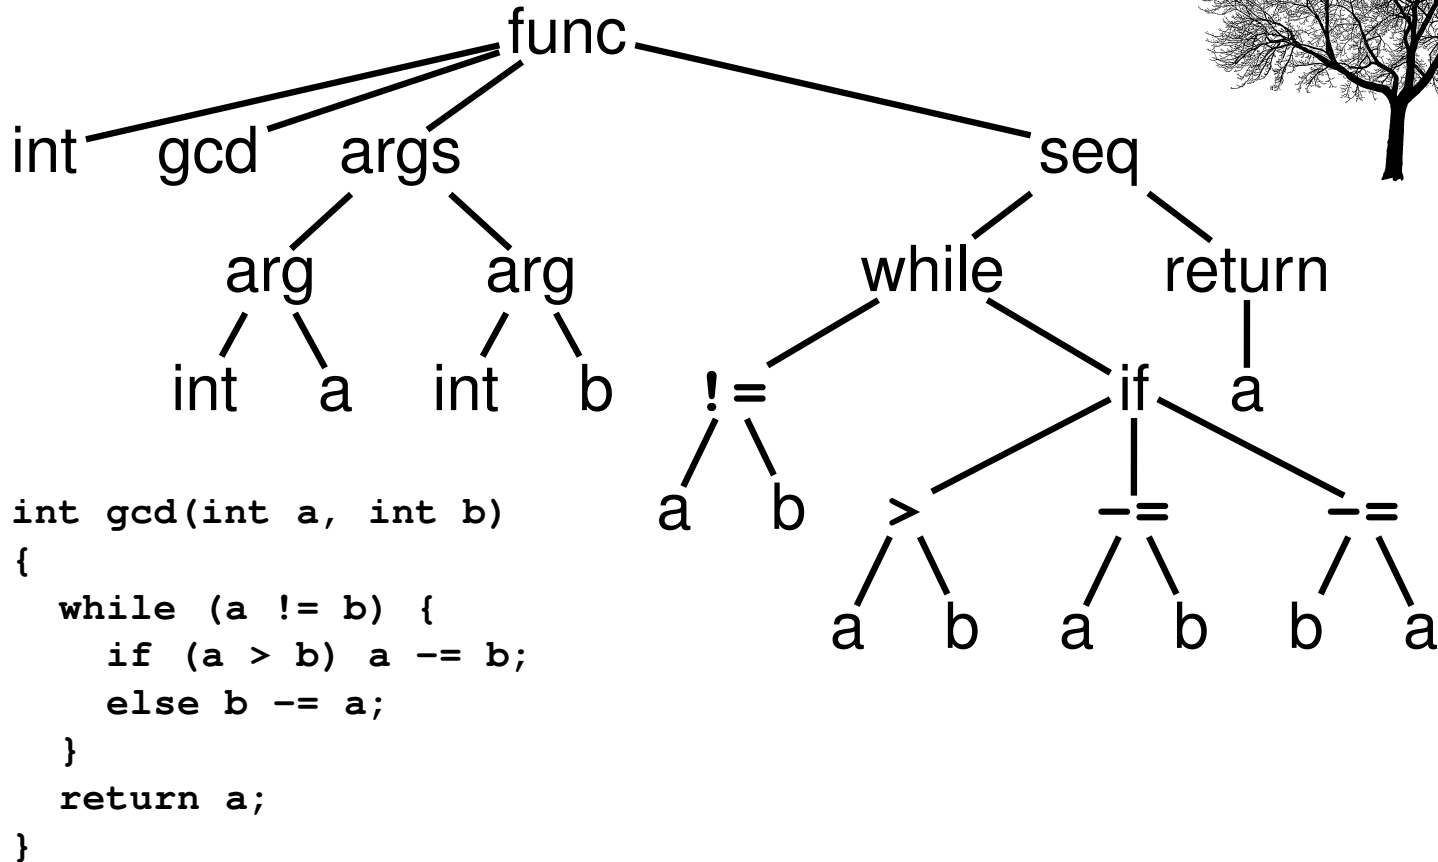 func
int gcd args seq
arg arg while return
int a int b != if a
a b > -= -=
a b a b b a
int gcd(int a, int b)
{
  while (a != b) {
    if (a > b) a -= b;
    else b -= a;
  }
  return a;
}